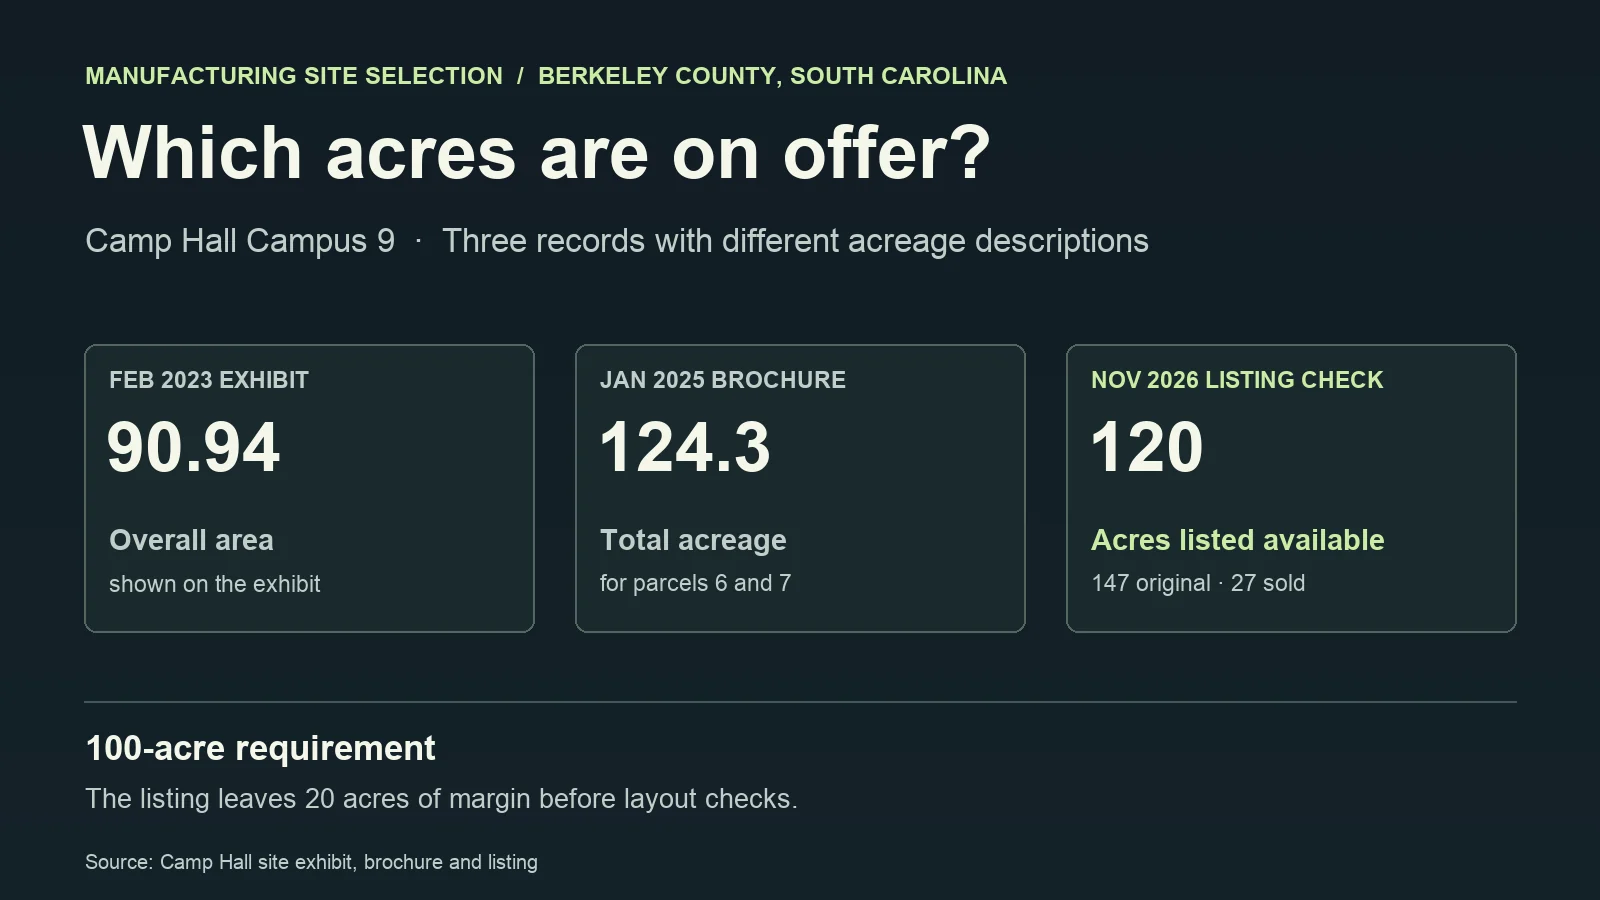 MANUFACTURING SITE SELECTION / BERKELEY COUNTY, SOUTH CAROLINA
Which acres are on offer?
Camp Hall Campus 9 · Three records with different acreage descriptions
FEB 2023 EXHIBIT
90.94
Overall area
shown on the exhibit
JAN 2025 BROCHURE
124.3
Total acreage
for parcels 6 and 7
NOV 2026 LISTING CHECK
120
Acres listed available
147 original · 27 sold
100-acre requirement
The listing leaves 20 acres of margin before layout checks.
Source: Camp Hall site exhibit, brochure and listing